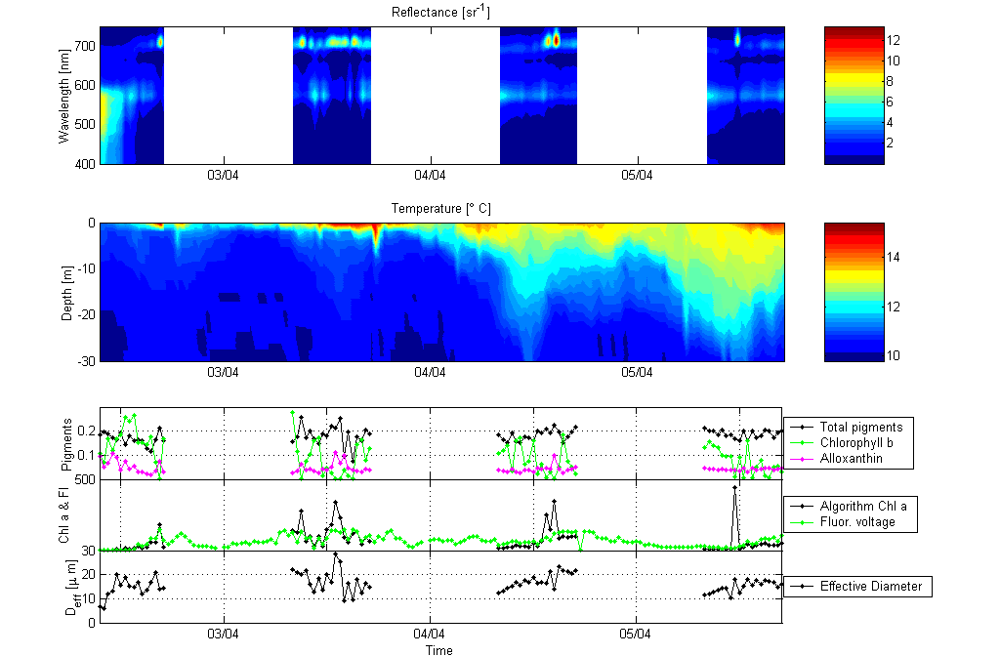 Reflectance [sr-1]
Wavelength [nm]
700
600
500
400
03/04
04/04
05/04
12
10
8
6
4
2
Temperature [° C]
Depth [m]
0
-10
-20
-30
03/04
04/04
05/04
14
12
10
Pigments
0.2
0.1
Total pigments
Chlorophyll b
Alloxanthin
Chl a & Fl
500
Algorithm Chl a
Fluor. voltage
Deff [μ m]
30
20
10
0
Effective Diameter
03/04
04/04
05/04
Time